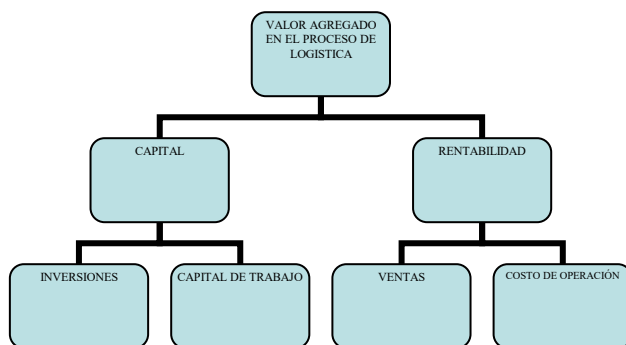 VALOR AGREGADO
EN EL PROCESO DE
LOGISTICA
CAPITAL
RENTABILIDAD
INVERSIONES
CAPITAL DE TRABAJO
VENTAS
COSTO DE OPERACIÓN